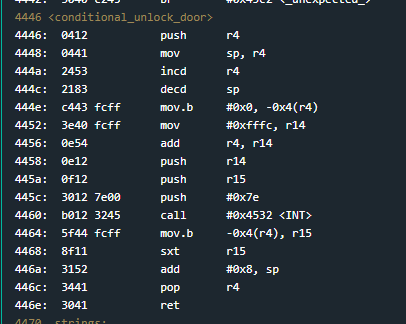 4446 <conditional_unlock_door>
4446:  0412           push    r4
4448:  0441           mov     sp, r4
444a:  2453           incd    r4
444c:  2183           decd    sp
444e:  c443 fcff      mov.b   #0x0, -0x4(r4)
4452:  3e40 fcff      mov     #0xfffc, r14
4456:  0e54           add     r4, r14
4458:  0e12           push    r14
445a:  0f12           push    r15
445c:  3012 7e00      push    #0x7e
4460:  b012 3245      call    #0x4532 <INT>
4464:  5f44 fcff      mov.b   -0x4(r4), r15
4468:  8f11           sxt     r15
446a:  3152           add     #0x8, sp
446c:  3441           pop     r4
446e:  3041           ret
4470  strings: